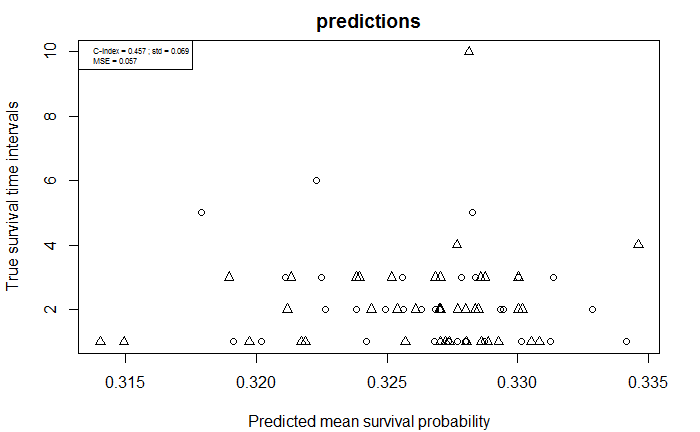 predictions
C-Index = 0.457 ; std = 0.069
MSE = 0.057
True survival time intervals
10
8
6
4
2
0.315 0.320 0.325 0.330 0.335
Predicted mean survival probability